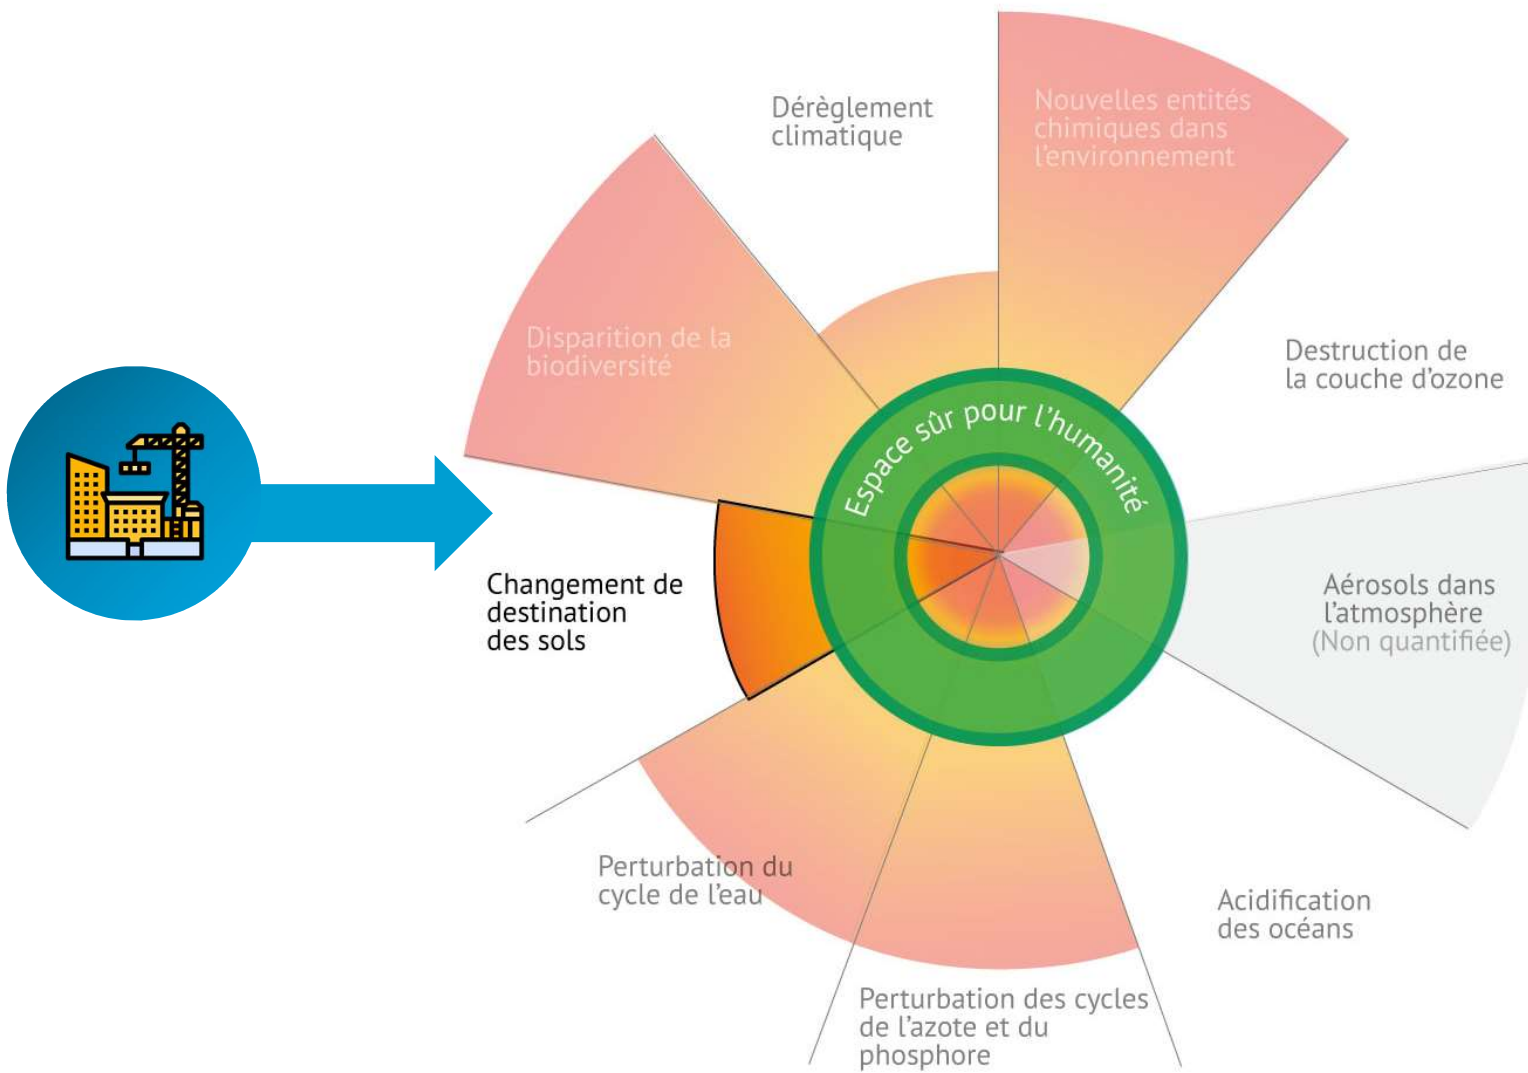 Dérèglement
climatique
Nouvelles entités
chimiques dans
l'environnement
Disparition de la
biodiversité
Destruction de
la couche d'ozone
Espace sûr pour l'humanité
Changement de
destination
des sols
Aérosols dans
l'atmosphère
(Non quantifiée)
Perturbation du
cycle de l'eau
Acidification
des océans
Perturbation des cycles
de l'azote et du
phosphore